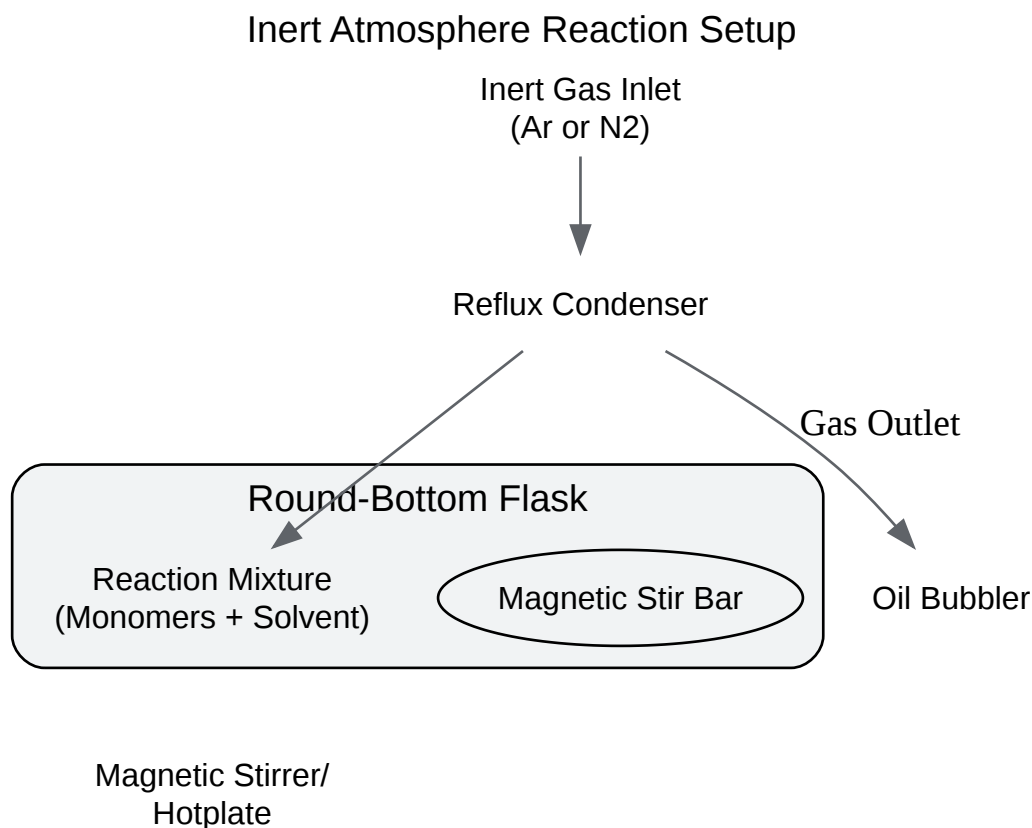 Inert Atmosphere Reaction Setup
Inert Gas Inlet
(Ar or N2)
Reflux Condenser
Gas Outlet
Round-Bottom Flask
Reaction Mixture
(Monomers + Solvent)
Magnetic Stir Bar
Oil Bubbler
Magnetic Stirrer/
Hotplate